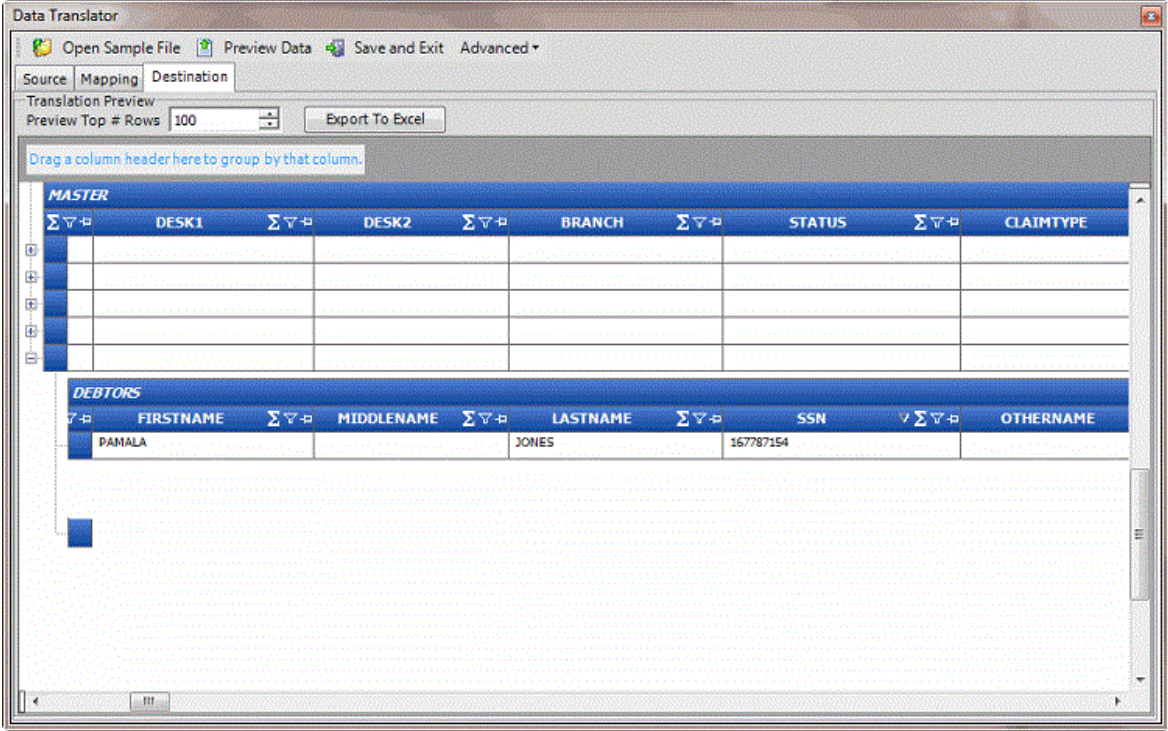 Data Translator
Open Sample File Preview Data Save and Exit Advanced
Source Mapping Destination
Translation Preview
Preview Top # Rows 100 Export To Excel
Drag a column header here to group by that column.
MASTER
DESK1 DESK2 BRANCH STATUS CLAIMTYPE
DEBTORS
FIRSTNAME MIDDLENAME LASTNAME SSN OTHERNAME
PAMALA JONES 167787154